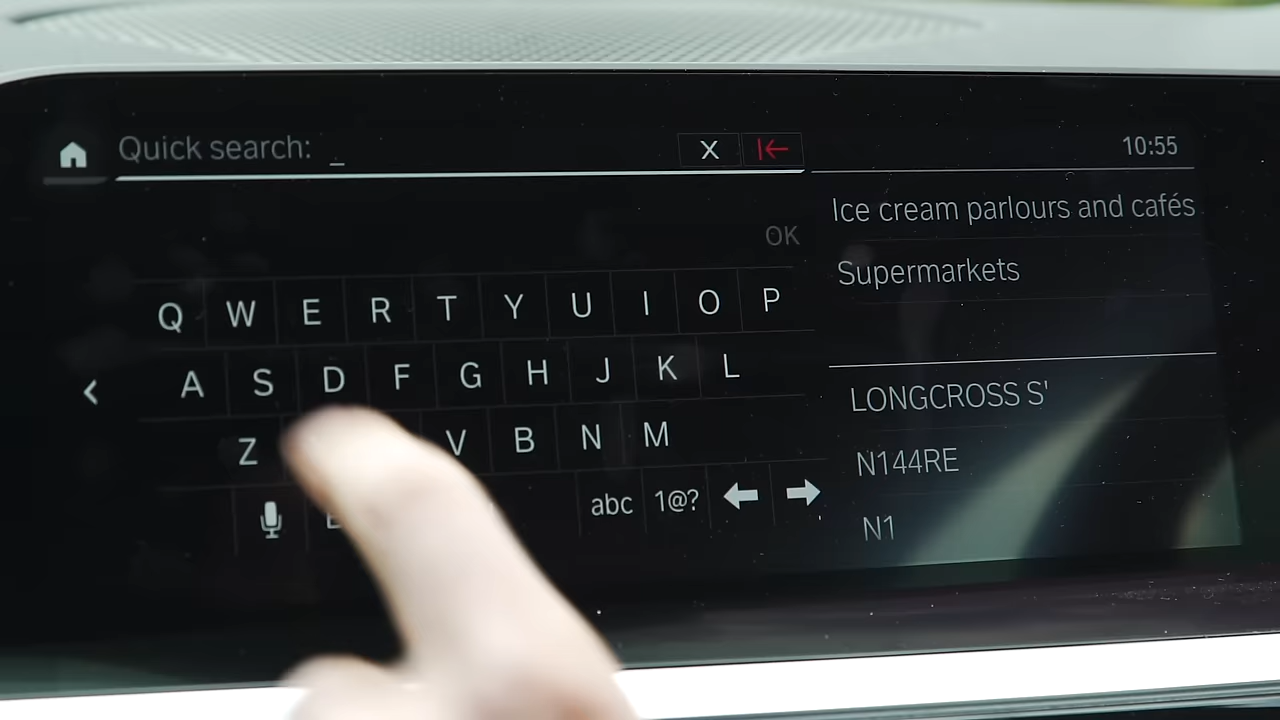 Quick search: _ X
10:55
Ice cream parlours and cafés
OK
Supermarkets
Q W E R T Y U I O P
A S D F G H J K L
LONGCROSS S'
Z V B N M
N144RE
abc 1@?
N1